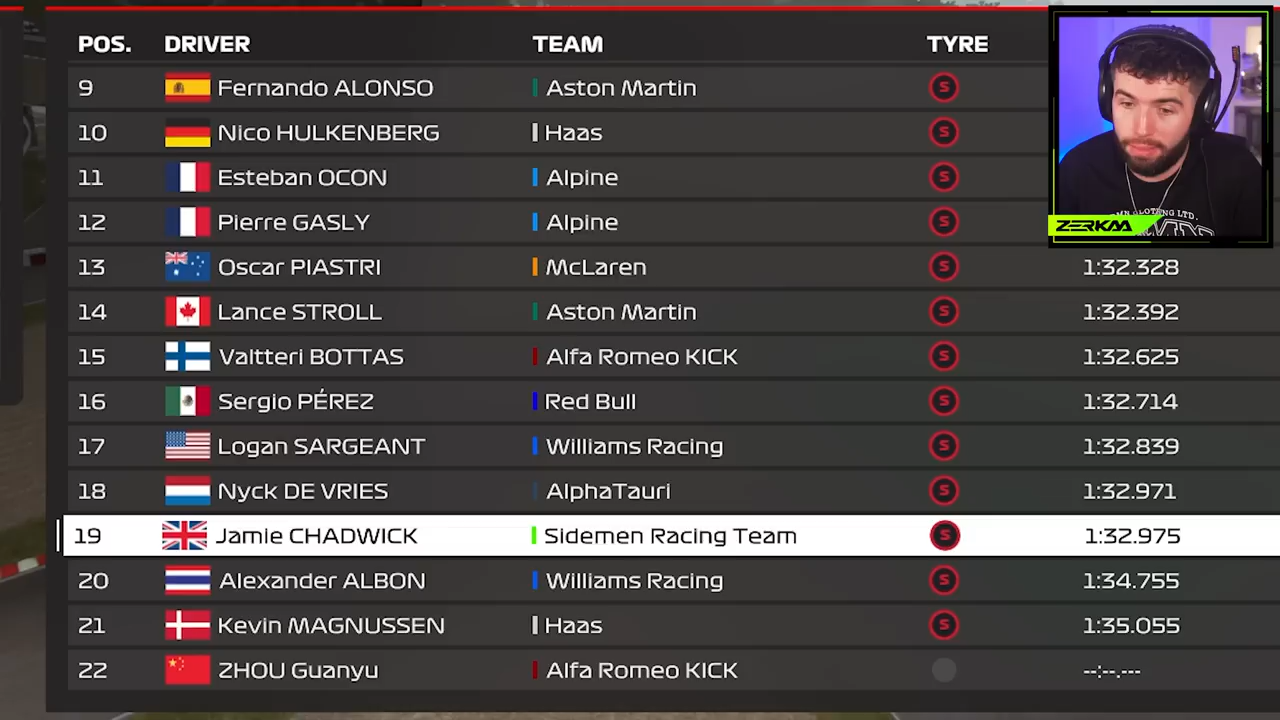 POS. DRIVER TEAM TYRE
9 Fernando ALONSO Aston Martin S
10 Nico HULKENBERG Haas S
11 Esteban OCON Alpine S
12 Pierre GASLY Alpine S
13 Oscar PIASTRI McLaren S 1:32.328
14 Lance STROLL Aston Martin S 1:32.392
15 Valtteri BOTTAS Alfa Romeo KICK S 1:32.625
16 Sergio PÉREZ Red Bull S 1:32.714
17 Logan SARGEANT Williams Racing S 1:32.839
18 Nyck DE VRIES AlphaTauri S 1:32.971
19 Jamie CHADWICK Sidemen Racing Team S 1:32.975
20 Alexander ALBON Williams Racing S 1:34.755
21 Kevin MAGNUSSEN Haas S 1:35.055
22 ZHOU Guanyu Alfa Romeo KICK --:--.---
ZERKAA